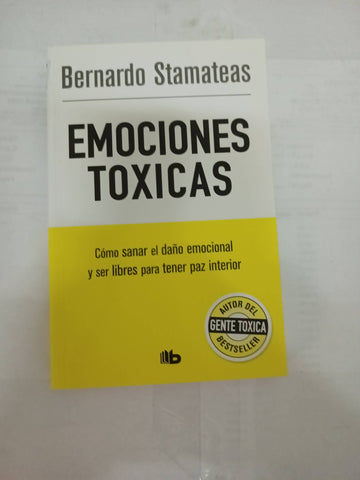 Bernardo Stamateas
EMOCIONES
TOXICAS
Cómo sanar el daño emocional
y ser libres para tener paz interior
AUTOR DEL
GENTE TOXICA
BESTSELLER
b